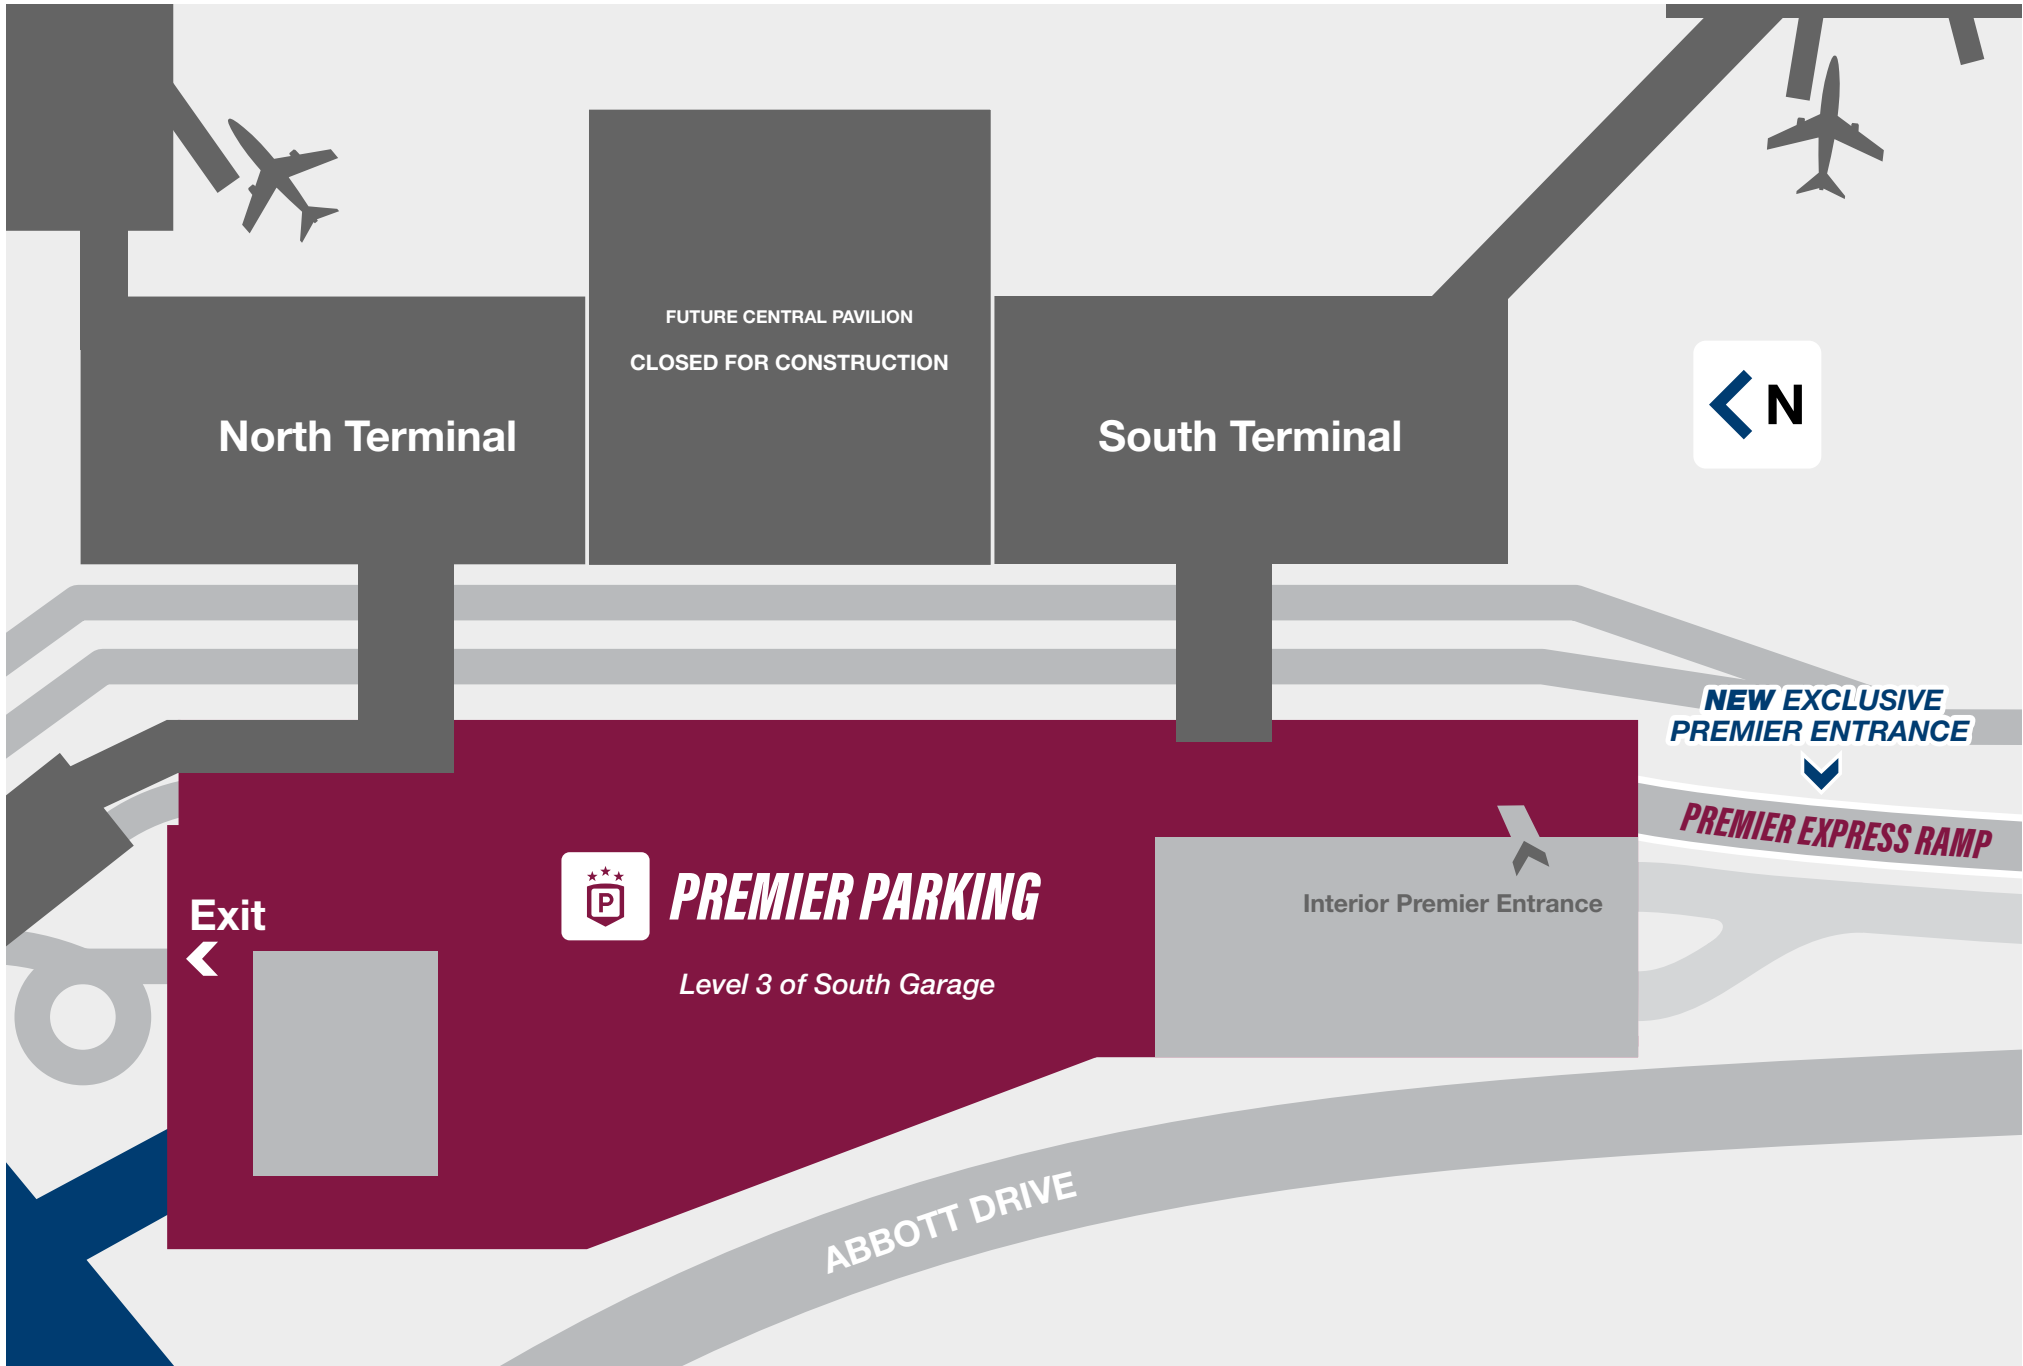 FUTURE CENTRAL PAVILION
CLOSED FOR CONSTRUCTION
North Terminal
South Terminal
N
NEW EXCLUSIVE
PREMIER ENTRANCE
PREMIER EXPRESS RAMP
Exit
P
PREMIER PARKING
Level 3 of South Garage
Interior Premier Entrance
ABBOTT DRIVE